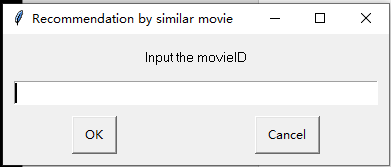 Recommendation by similar movie
Input the movieID
OK
Cancel